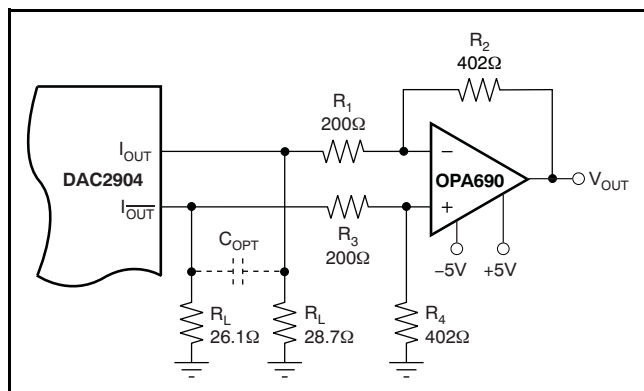 R2
402Ω
R1
200Ω
IOUT
DAC2904
−
OPA690
VOUT
IOUT
+
COPT
R3
200Ω
−5V
+5V
RL
26.1Ω
RL
28.7Ω
R4
402Ω